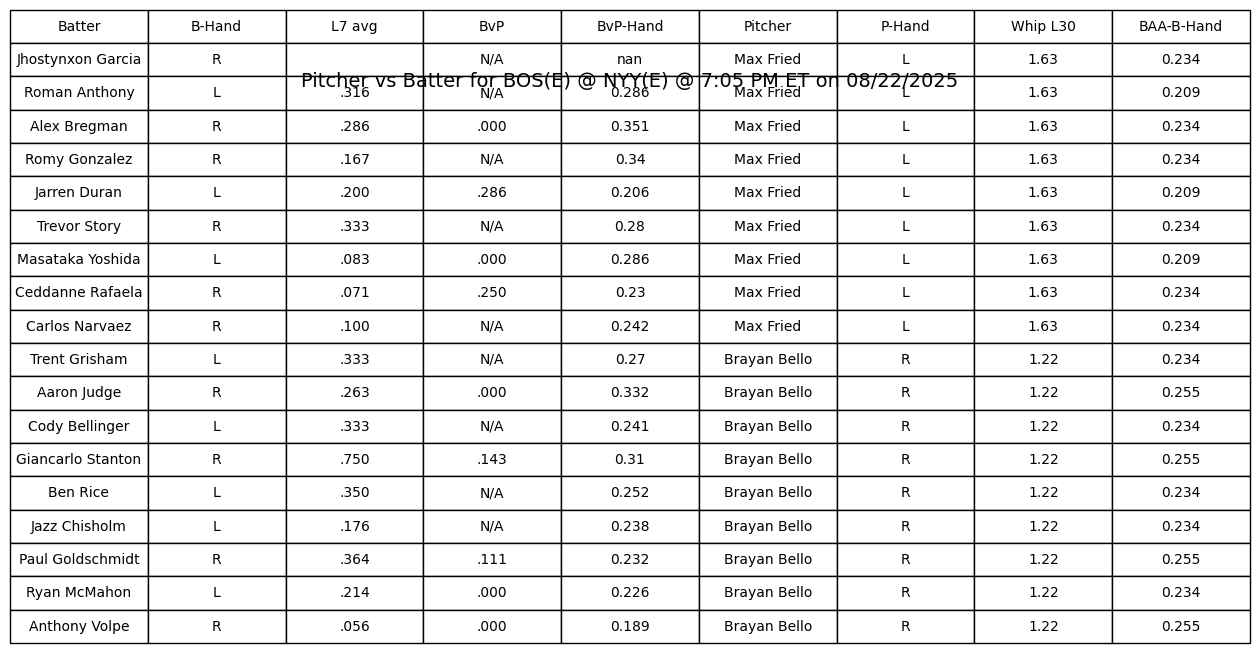 Batter B-Hand L7 avg BvP BvP-Hand Pitcher P-Hand Whip L30 BAA-B-Hand
Jhostynxon Garcia R N/A nan Max Fried L 1.63 0.234
Pitcher vs Batter for BOS(E) @ NYY(E) @ 7:05 PM ET on 08/22/2025
Roman Anthony L .316 N/A 0.286 Max Fried L 1.63 0.209
Alex Bregman R .286 .000 0.351 Max Fried L 1.63 0.234
Romy Gonzalez R .167 N/A 0.34 Max Fried L 1.63 0.234
Jarren Duran L .200 .286 0.206 Max Fried L 1.63 0.209
Trevor Story R .333 N/A 0.28 Max Fried L 1.63 0.234
Masataka Yoshida L .083 .000 0.286 Max Fried L 1.63 0.209
Ceddanne Rafaela R .071 .250 0.23 Max Fried L 1.63 0.234
Carlos Narvaez R .100 N/A 0.242 Max Fried L 1.63 0.234
Trent Grisham L .333 N/A 0.27 Brayan Bello R 1.22 0.234
Aaron Judge R .263 .000 0.332 Brayan Bello R 1.22 0.255
Cody Bellinger L .333 N/A 0.241 Brayan Bello R 1.22 0.234
Giancarlo Stanton R .750 .143 0.31 Brayan Bello R 1.22 0.255
Ben Rice L .350 N/A 0.252 Brayan Bello R 1.22 0.234
Jazz Chisholm L .176 N/A 0.238 Brayan Bello R 1.22 0.234
Paul Goldschmidt R .364 .111 0.232 Brayan Bello R 1.22 0.255
Ryan McMahon L .214 .000 0.226 Brayan Bello R 1.22 0.234
Anthony Volpe R .056 .000 0.189 Brayan Bello R 1.22 0.255